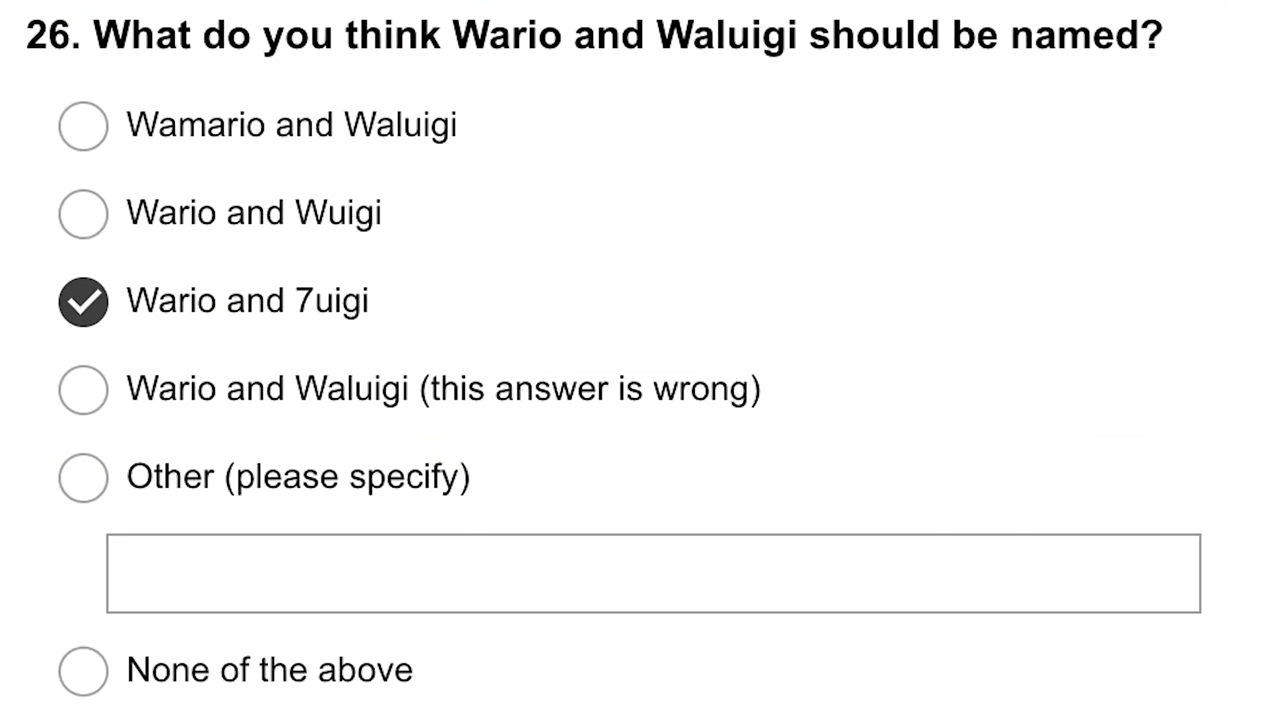 26. What do you think Wario and Waluigi should be named?
Wamario and Waluigi
Wario and Wuigi
Wario and 7uigi
Wario and Waluigi (this answer is wrong)
Other (please specify)
None of the above